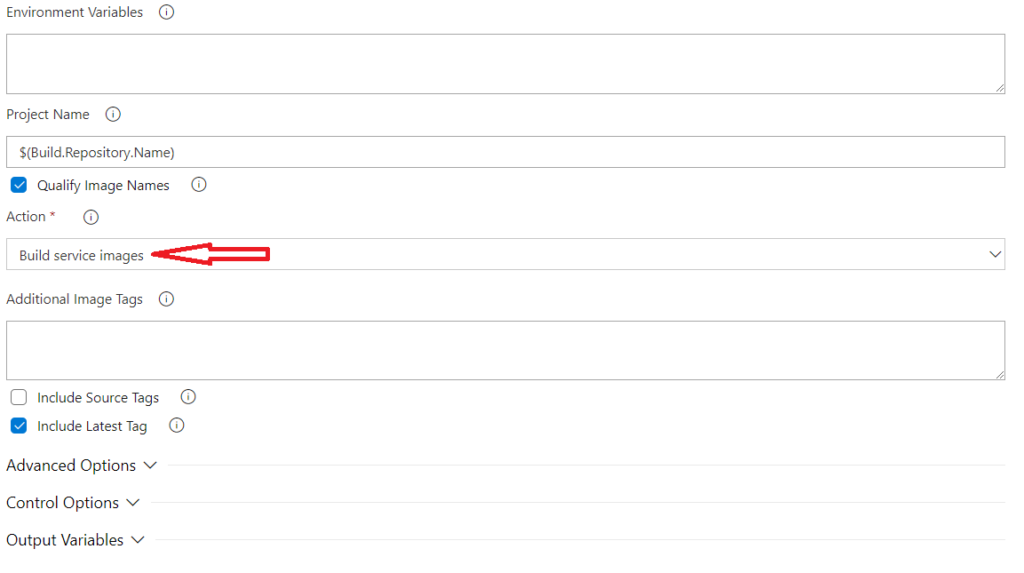 Environment Variables
Project Name
$(Build.Repository.Name)
Qualify Image Names
Action *
Build service images
Additional Image Tags
Include Source Tags
Include Latest Tag
Advanced Options
Control Options
Output Variables